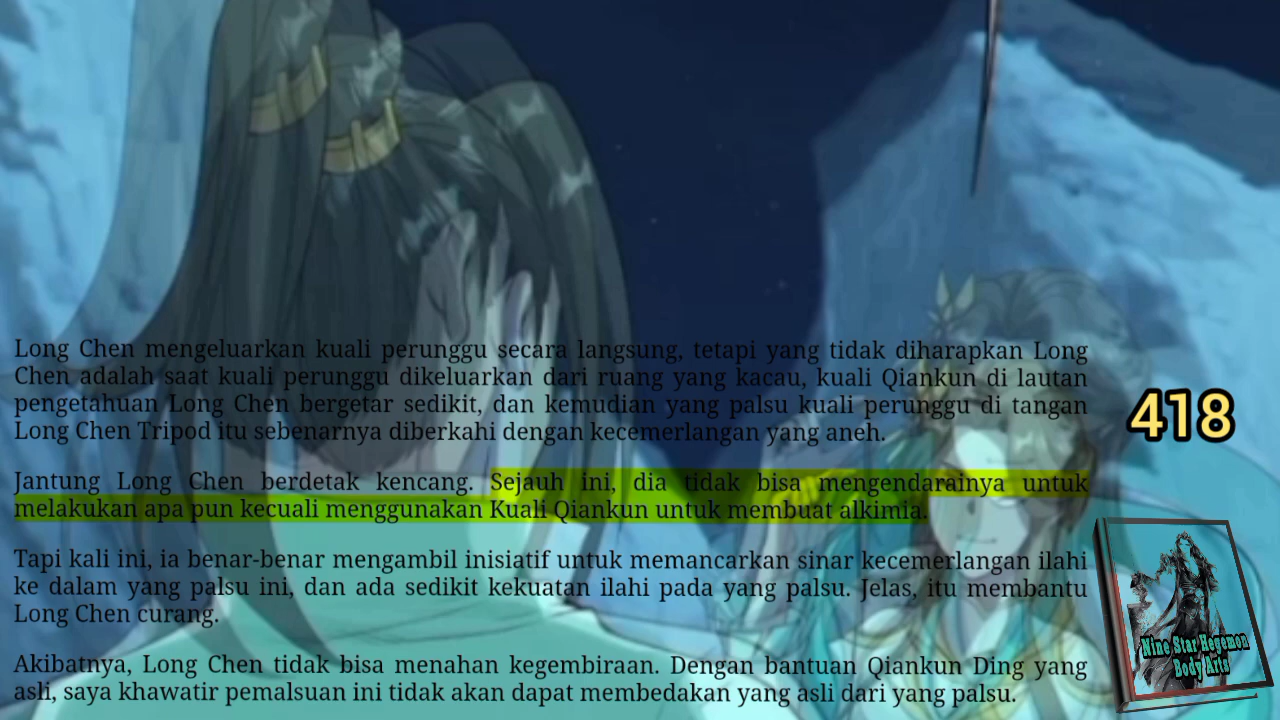 Long Chen mengeluarkan kuali perunggu secara langsung, tetapi yang tidak diharapkan Long
Chen adalah saat kuali perunggu dikeluarkan dari ruang yang kacau, kuali Qiankun di lautan
pengetahuan Long Chen bergetar sedikit, dan kemudian yang palsu kuali perunggu di tangan
Long Chen Tripod itu sebenarnya diberkahi dengan kecemerlangan yang aneh.
418
Jantung Long Chen berdetak kencang. Sejauh ini, dia tidak bisa mengendarainya untuk
melakukan apa pun kecuali menggunakan Kuali Qiankun untuk membuat alkimia.
Tapi kali ini, ia benar-benar mengambil inisiatif untuk memancarkan sinar kecemerlangan ilahi
ke dalam yang palsu ini, dan ada sedikit kekuatan ilahi pada yang palsu. Jelas, itu membantu
Long Chen curang.
Akibatnya, Long Chen tidak bisa menahan kegembiraan. Dengan bantuan Qiankun Ding yang
asli, saya khawatir pemalsuan ini tidak akan dapat membedakan yang asli dari yang palsu.
Nine Star Hegemon
Body Arts